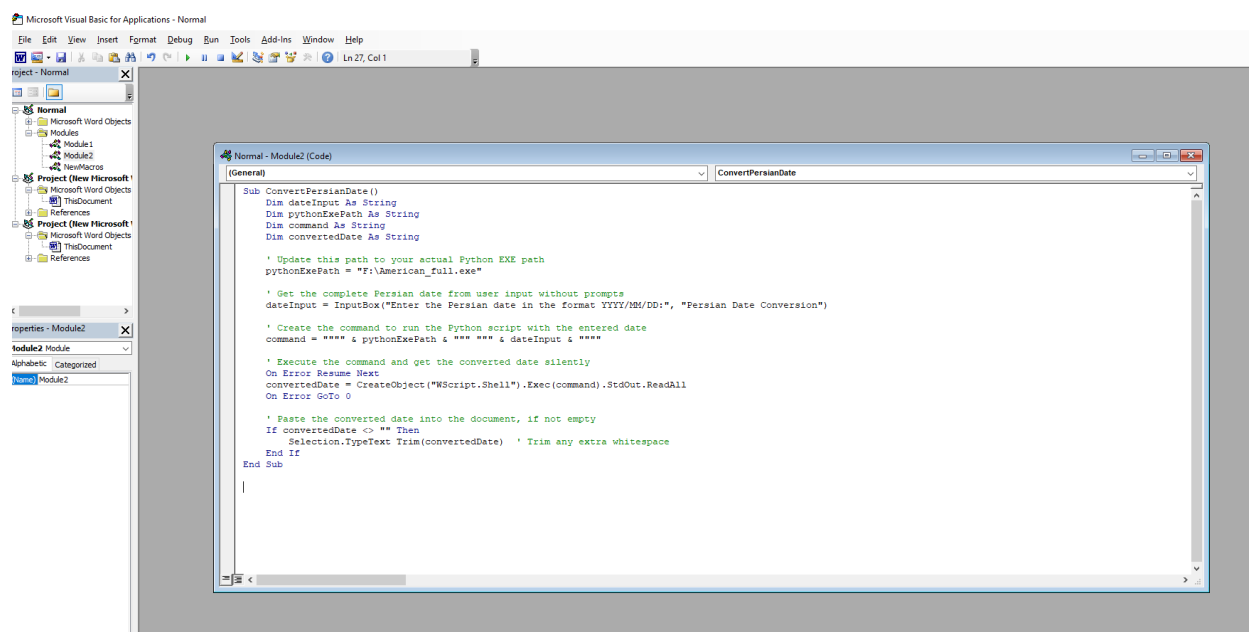 Microsoft Visual Basic for Applications - Normal
File Edit View Insert Format Debug Run Tools Add-Ins Window Help
Ln 27, Col 1
roject - Normal
Normal
Microsoft Word Objects
Modules
Module1
Module2
NewMacros
Project (New Microsoft
Microsoft Word Objects
ThisDocument
References
Project (New Microsoft
Microsoft Word Objects
ThisDocument
References
roperties - Module2
Module2 Module
Alphabetic Categorized
(Name) Module2
Normal - Module2 (Code)
(General) ConvertPersianDate
Sub ConvertPersianDate()
Dim dateInput As String
Dim pythonExePath As String
Dim command As String
Dim convertedDate As String
' Update this path to your actual Python EXE path
pythonExePath = "F:\American_full.exe"
' Get the complete Persian date from user input without prompts
dateInput = InputBox("Enter the Persian date in the format YYYY/MM/DD:", "Persian Date Conversion")
' Create the command to run the Python script with the entered date
command = """" & pythonExePath & """ """ & dateInput & """"
' Execute the command and get the converted date silently
On Error Resume Next
convertedDate = CreateObject("WScript.Shell").Exec(command).StdOut.ReadAll
On Error GoTo 0
' Paste the converted date into the document, if not empty
If convertedDate <> "" Then
Selection.TypeText Trim(convertedDate) ' Trim any extra whitespace
End If
End Sub